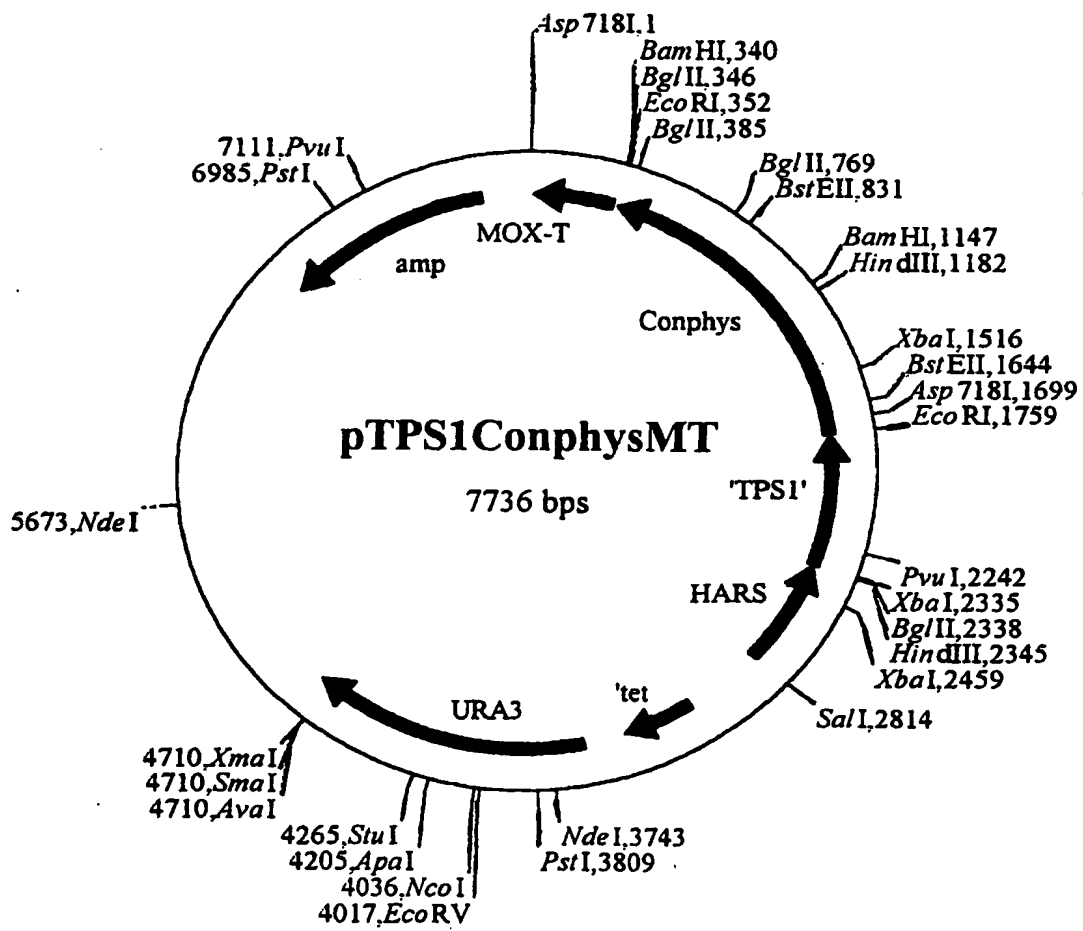 Asp718I,1
BamHI,340
BglII,346
EcoRI,352
BglII,385
7111,PvuI
6985,PstI
BglII,769
BstEII,831
MOX-T
amp
BamHI,1147
HindIII,1182
Conphys
XbaI,1516
BstEII,1644
Asp718I,1699
EcoRI,1759
pTPS1ConphysMT
7736 bps
'TPS1'
5673,NdeI
HARS
PvuI,2242
XbaI,2335
BglII,2338
HindIII,2345
XbaI,2459
'tet
URA3
SalI,2814
4710,XmaI
4710,SmaI
4710,AvaI
4265,StuI
4205,ApaI
4036,NcoI
4017,EcoRV
NdeI,3743
PstI,3809